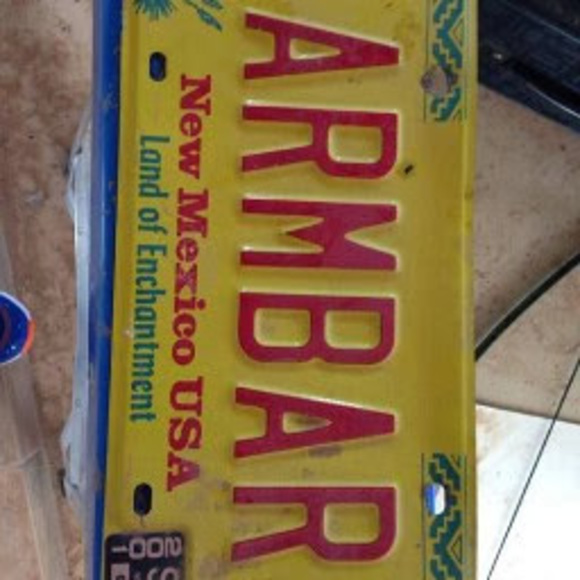 ARMBAR
New Mexico USA
Land of Enchantment